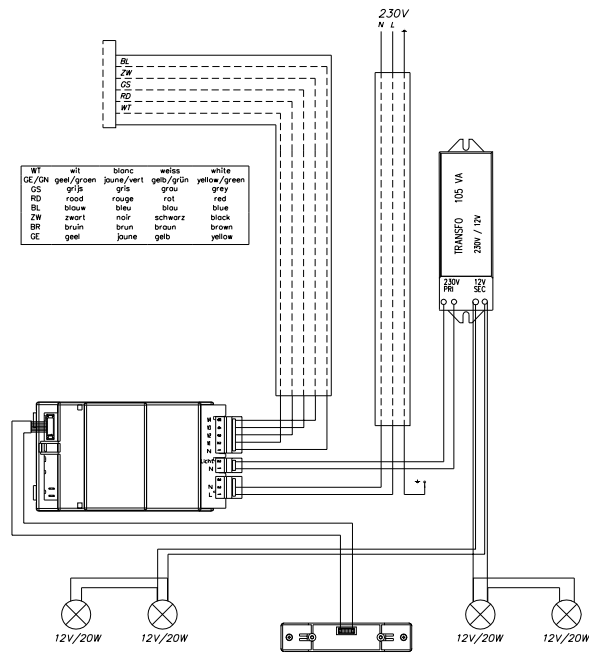 230V
N L
BL
ZW
GS
RD
WT
WT wit blanc weiss white
GE/GN geel/groen jaune/vert gelb/grün yellow/green
GS grijs gris grau grey
RD rood rouge rot red
BL blauw bleu blau blue
ZW zwart noir schwarz black
BR bruin brun braun brown
GE geel jaune gelb yellow
TRANSFO 105 VA
230V / 12V
230V 12V
PRI SEC
N
Licht
N
N
L
12V/20W 12V/20W 12V/20W 12V/20W